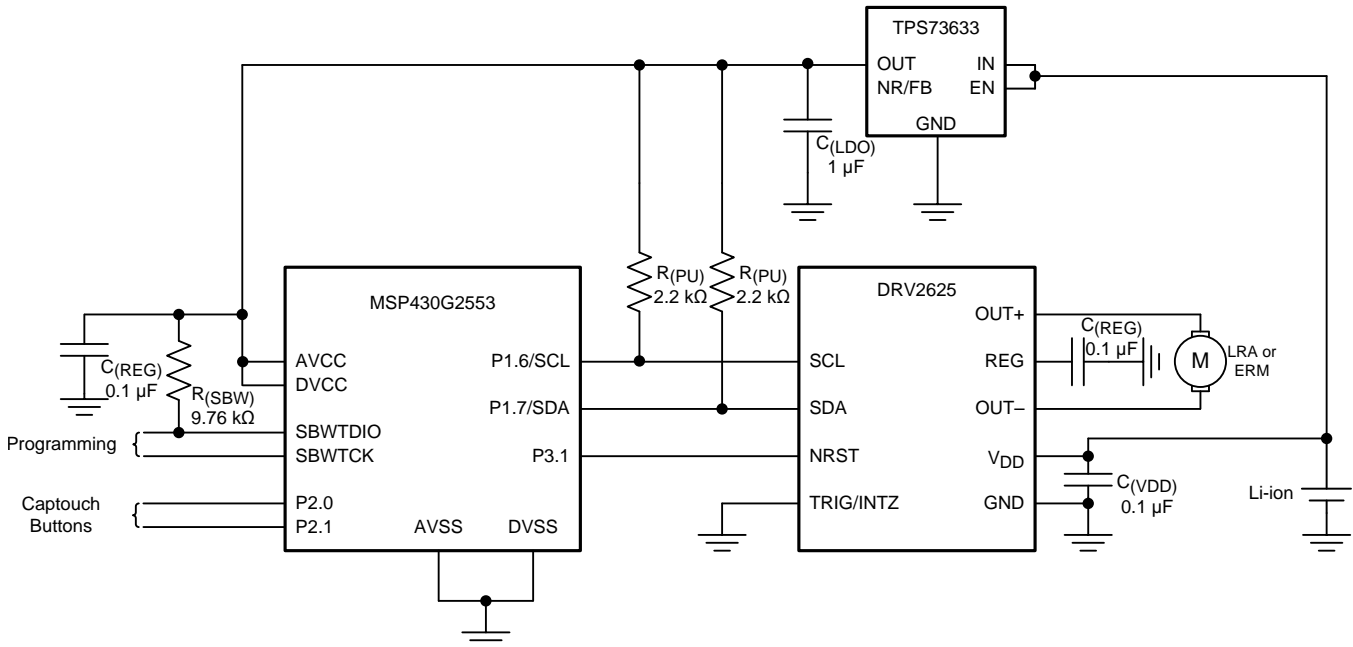 TPS73633
OUT
IN
NR/FB
EN
GND
C(LDO)
1 µF
R(PU)
2.2 kΩ
R(PU)
2.2 kΩ
MSP430G2553
DRV2625
OUT+
C(REG)
0.1 µF
AVCC
P1.6/SCL
SCL
REG
M
LRA or
ERM
C(REG)
0.1 µF
DVCC
R(SBW)
9.76 kΩ
P1.7/SDA
SDA
OUT–
Programming
SBWTDIO
SBWTCK
P3.1
NRST
VDD
C(VDD)
0.1 µF
Li-ion
Captouch
Buttons
P2.0
P2.1
AVSS
DVSS
TRIG/INTZ
GND